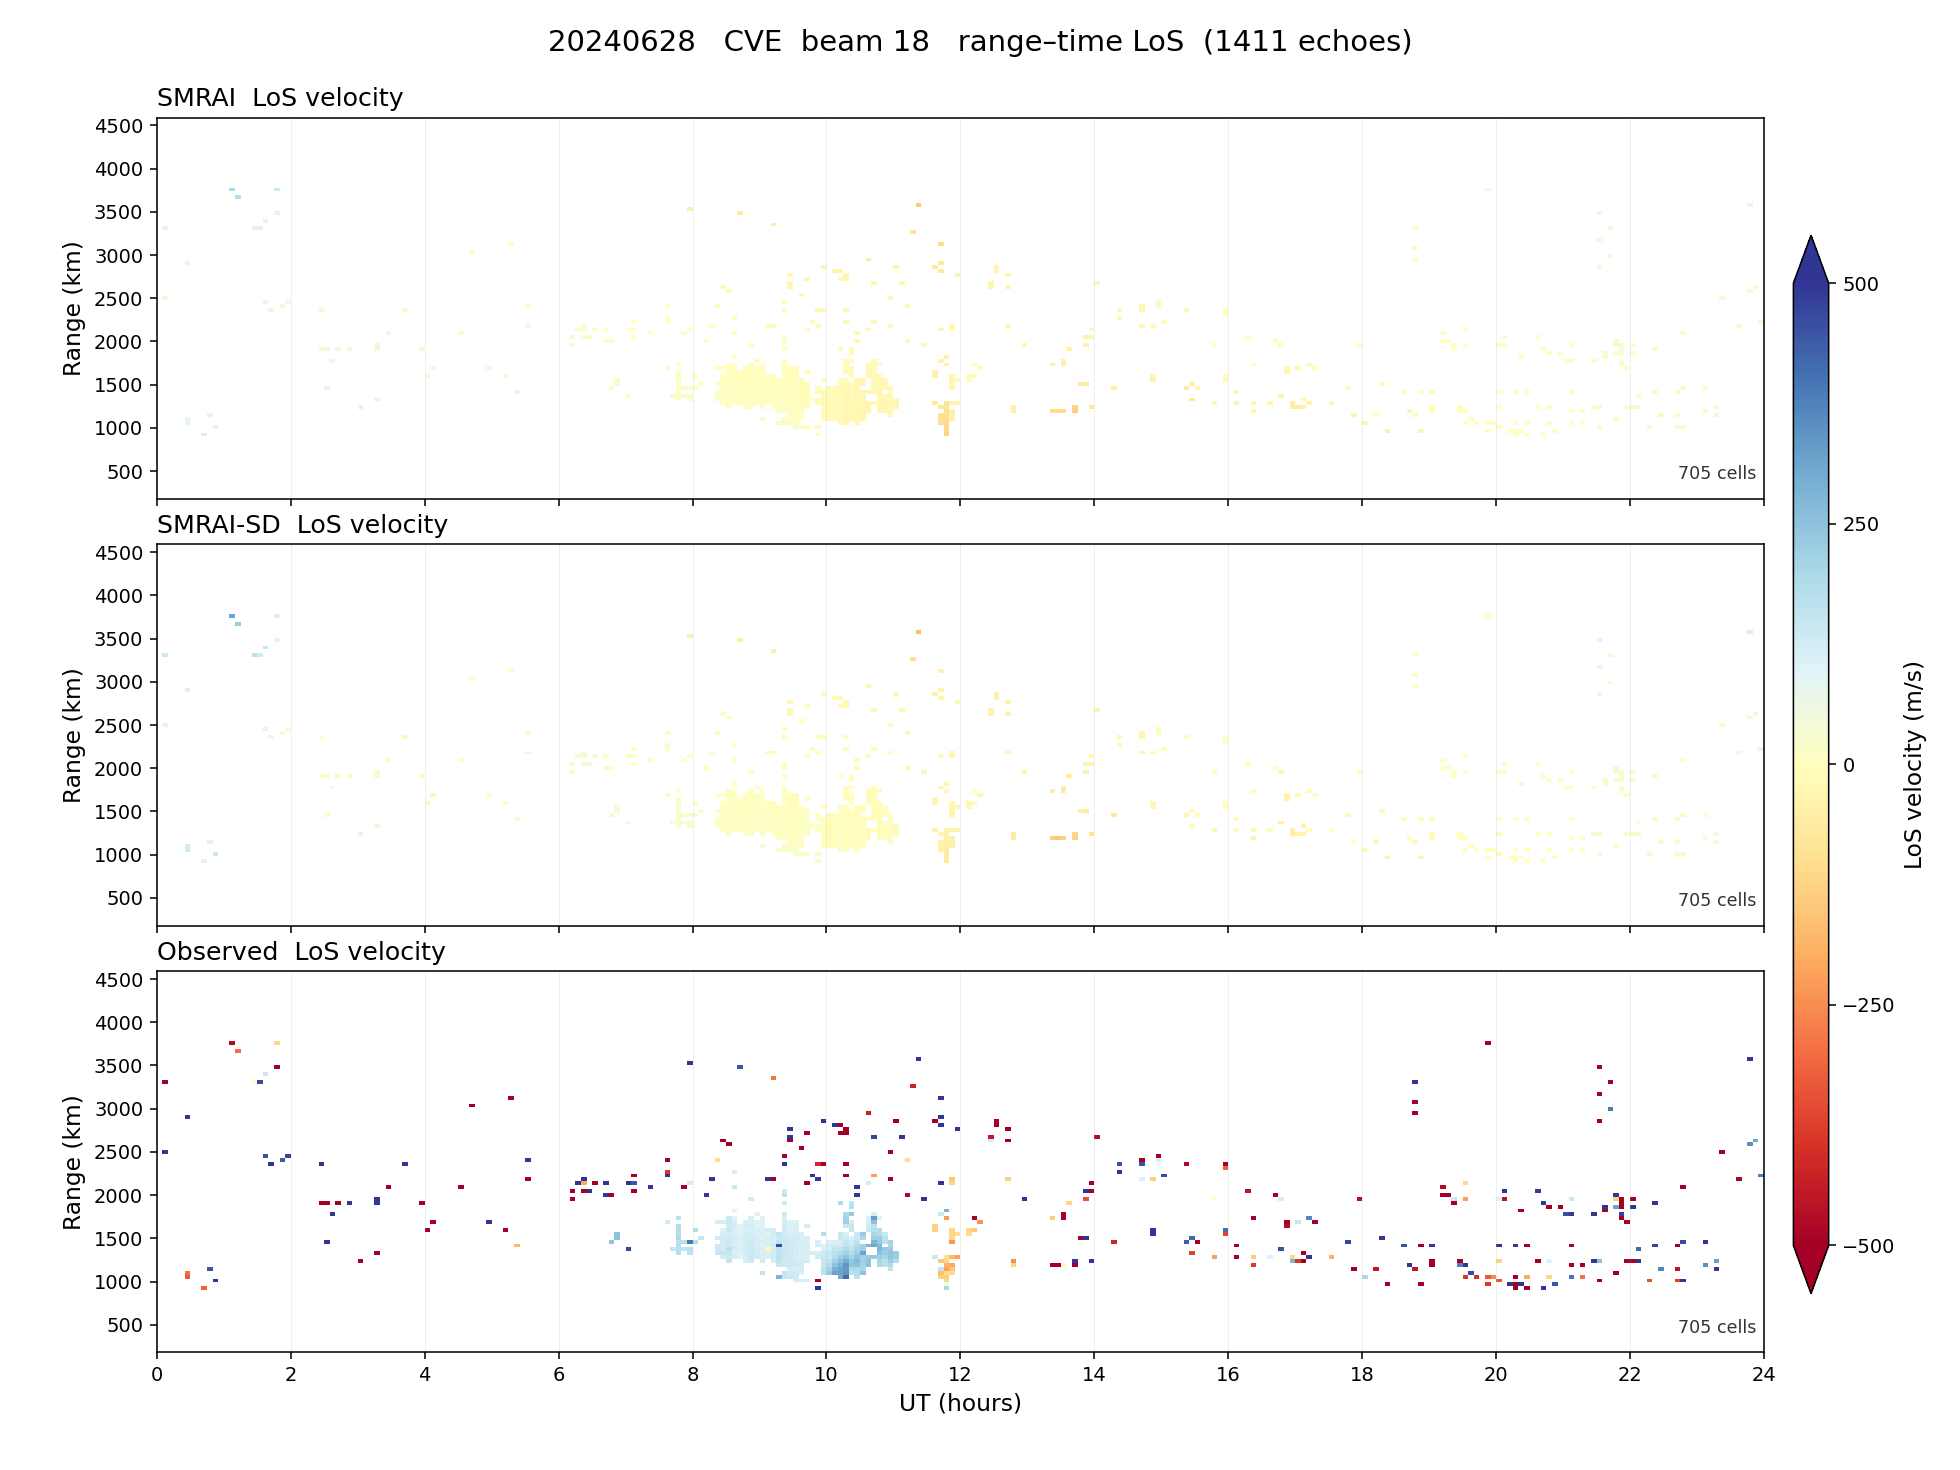 20240628   CVE  beam 18   range–time LoS  (1411 echoes)
SMRAI  LoS velocity
4500
4000
3500
3000
2500
2000
1500
1000
500
Range (km)
705 cells
SMRAI-SD  LoS velocity
4500
4000
3500
3000
2500
2000
1500
1000
500
Range (km)
705 cells
Observed  LoS velocity
4500
4000
3500
3000
2500
2000
1500
1000
500
Range (km)
705 cells
0 2 4 6 8 10 12 14 16 18 20 22 24
UT (hours)
500
250
0
−250
−500
LoS velocity (m/s)